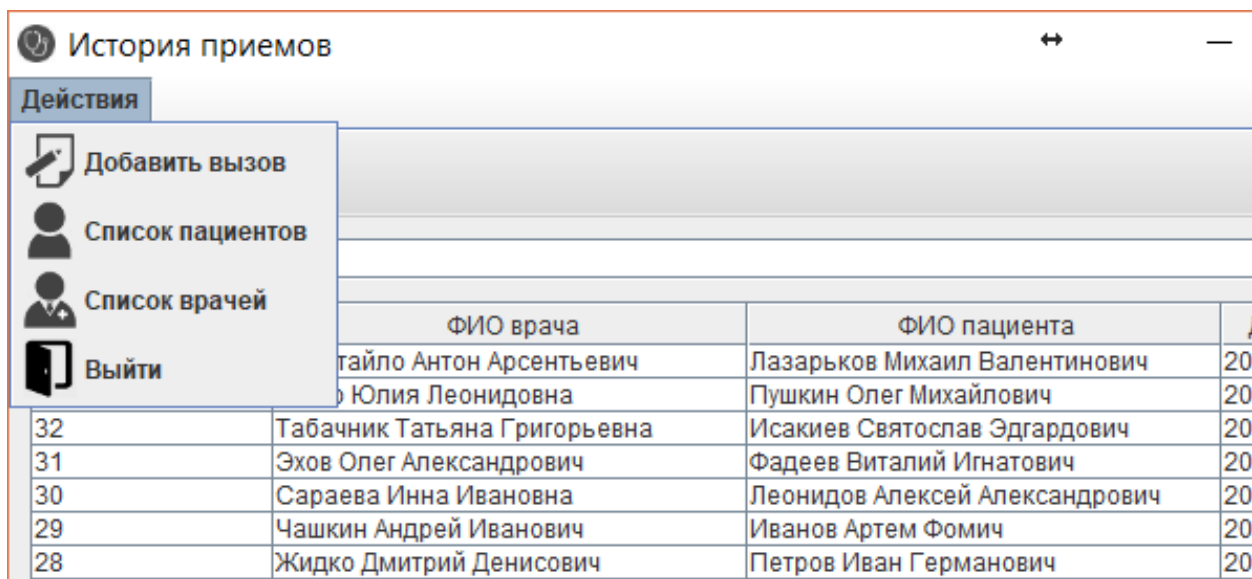 История приемов
Действия
Добавить вызов
Список пациентов
Список врачей
Выйти
ФИО врача ФИО пациента
Антон Арсентьевич Лазарьков Михаил Валентинович 20
Юлия Леонидовна Пушкин Олег Михайлович 20
32 Табачник Татьяна Григорьевна Исакиев Святослав Эдгардович 20
31 Эхов Олег Александрович Фадеев Виталий Игнатович 20
30 Сараева Инна Ивановна Леонидов Алексей Александрович 20
29 Чашкин Андрей Иванович Иванов Артем Фомич 20
28 Жидко Дмитрий Денисович Петров Иван Германович 20